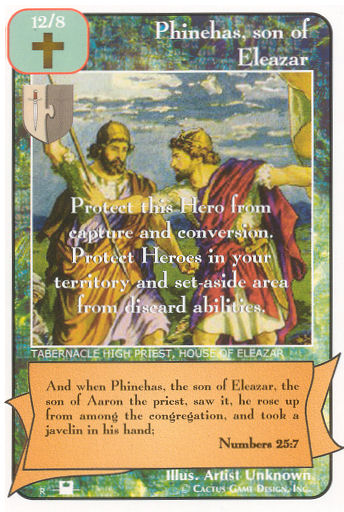 12/8
Phinehas, son of
Eleazar
Protect this Hero from
capture and conversion.
Protect Heroes in your
territory and set-aside area
from discard abilities.
TABERNACLE HIGH PRIEST, HOUSE OF ELEAZAR
And when Phinehas, the son of Eleazar, the
son of Aaron the priest, saw it, he rose up
from among the congregation, and took a
javelin in his hand;
Numbers 25:7
Illus. Artist Unknown.
R
© CACTUS GAME DESIGN, INC.